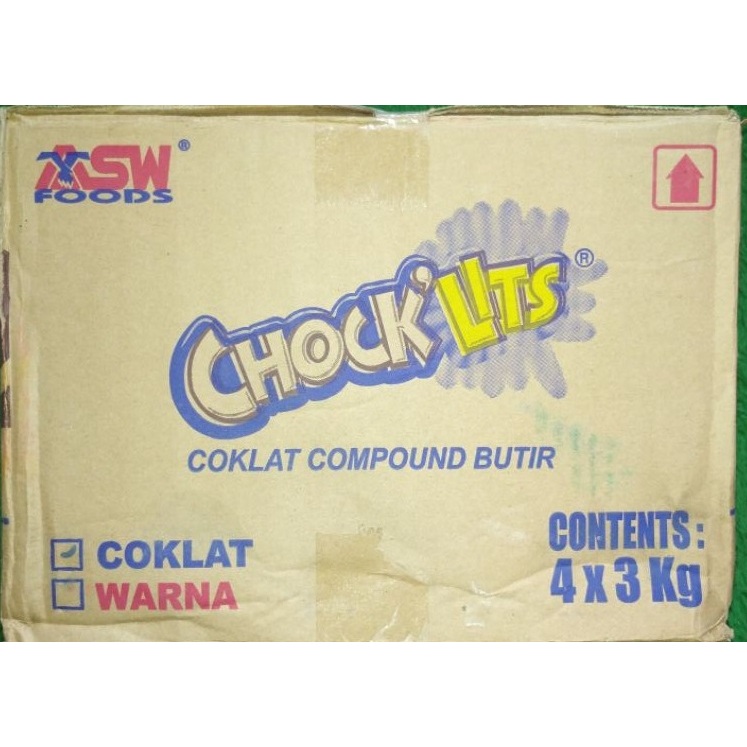 ASW®
FOODS
CHOCK'LITS®
COKLAT COMPOUND BUTIR
COKLAT
WARNA
CONTENTS :
4 x 3 Kg